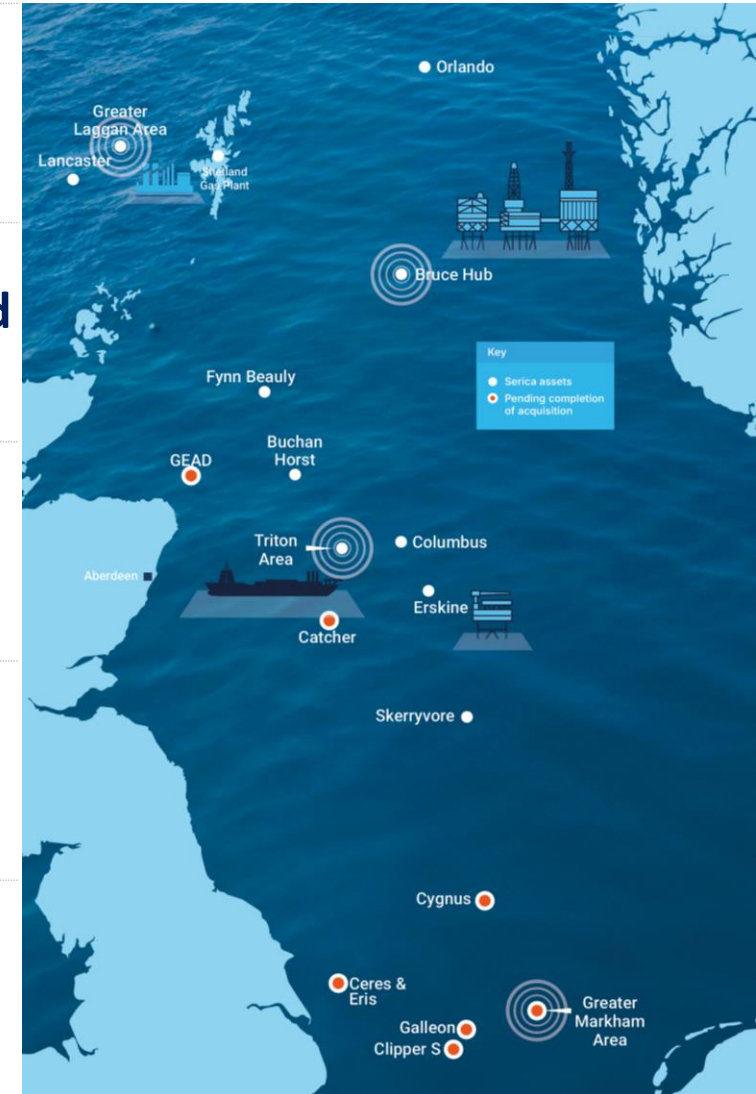 Orlando
Greater
Laggan Area
Lancaster
Shetland
Gas Plant
Bruce Hub
d
Key
Serica assets
Pending completion
of acquisition
Fynn Beauly
Buchan
Horst
GEAD
Triton
Area
Columbus
Aberdeen
Erskine
Catcher
Skerryvore
Cygnus
Ceres &
Eris
Greater
Markham
Area
Galleon
Clipper S